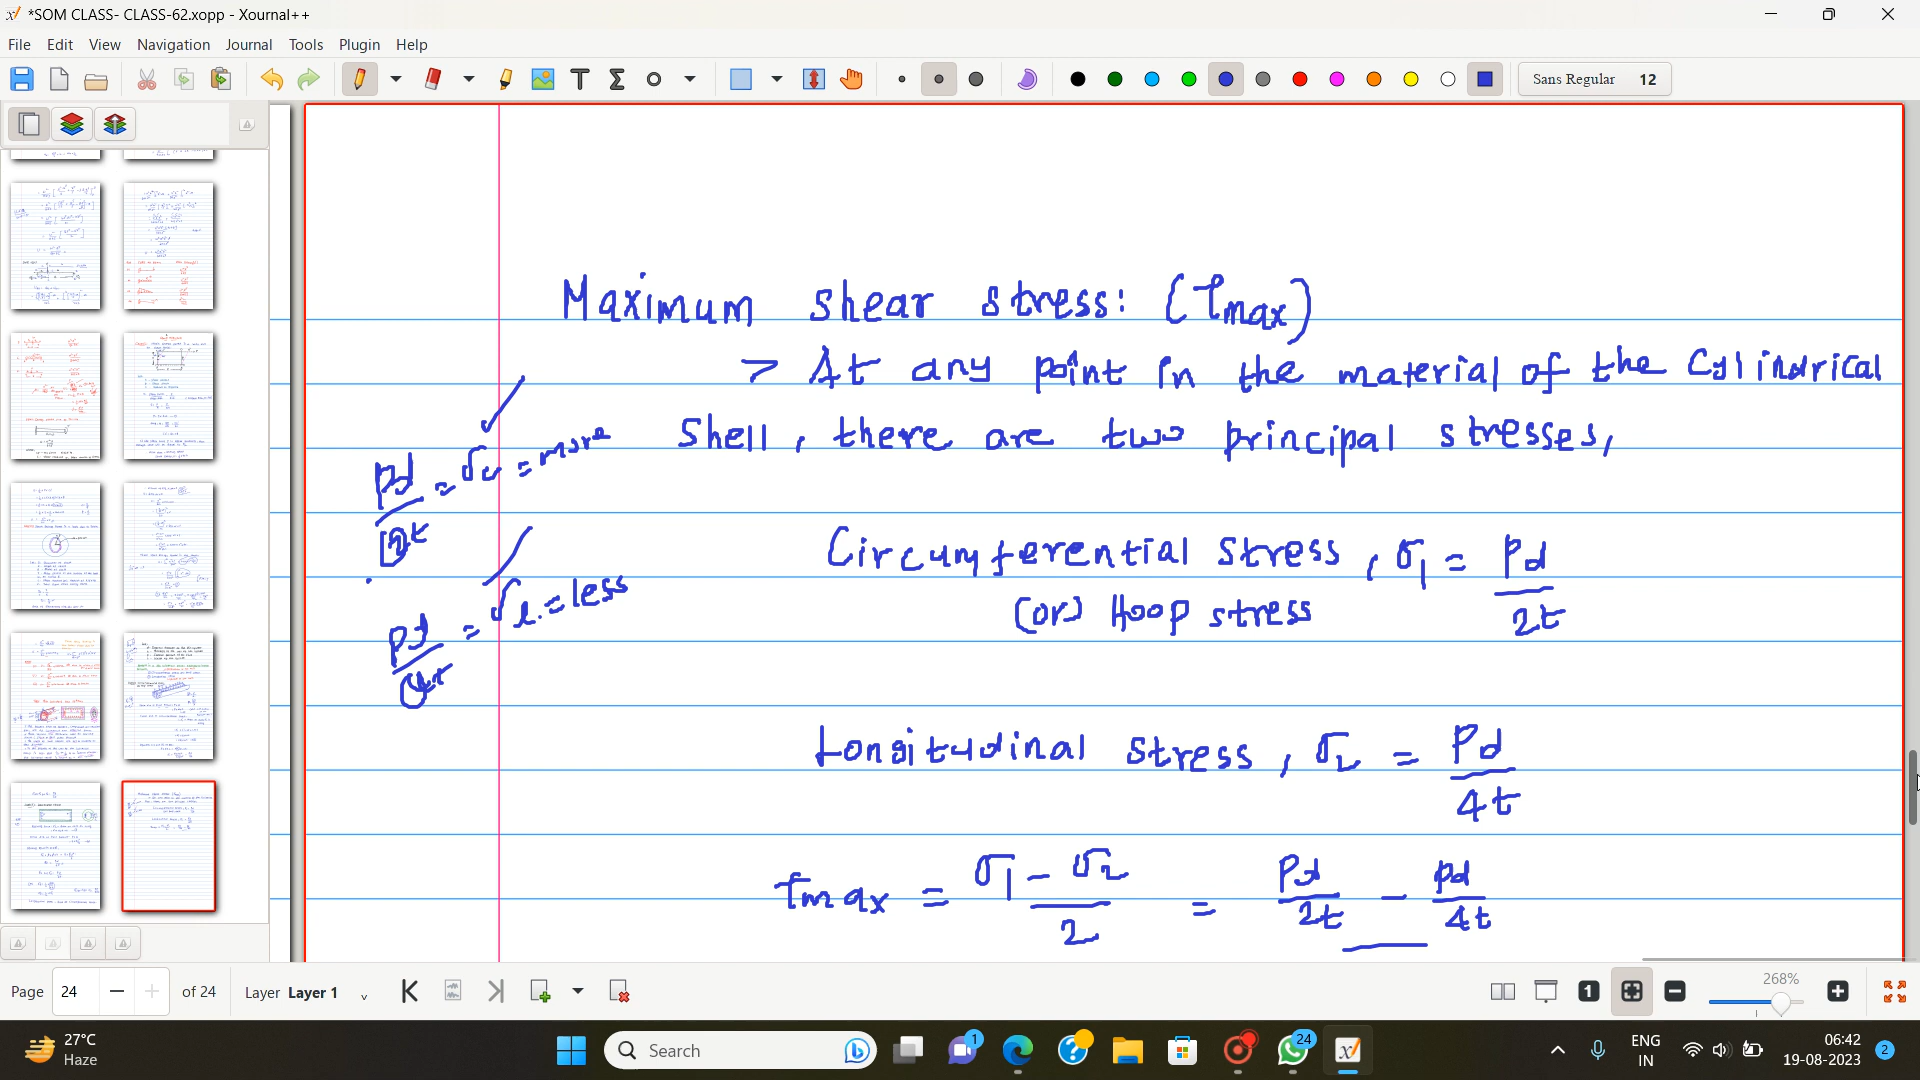 *SOM CLASS- CLASS-62.xopp - Xournal++
File Edit View Navigation Journal Tools Plugin Help
Sans Regular 12
Maximum shear stress: (τmax)
> At any point in the material of the Cylindrical
Shell, there are two principal stresses,
Pd/2t = σc = more
Circumferential Stress, σ1 = Pd/2t
(or) Hoop stress
Pd/4t = σL = less
Longitudinal Stress, σ2 = Pd/4t
τmax = σ1 - σ2/2 = Pd/2t - Pd/4t
Page 24 of 24 Layer Layer 1 268%
27°C
Haze
Search
1
24
ENG
IN
06:42
19-08-2023
2